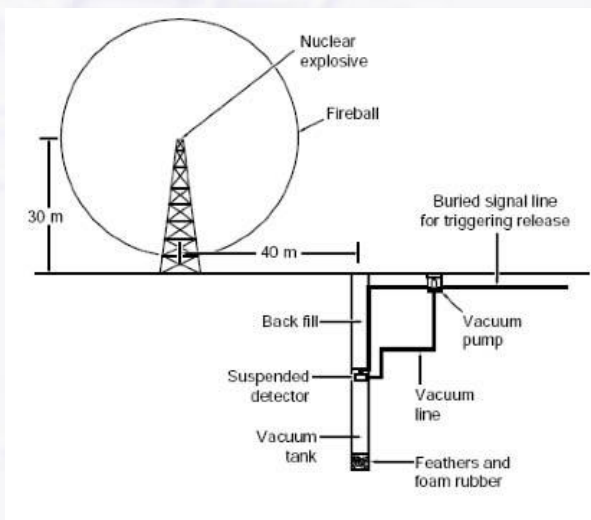 Nuclear
explosive
Fireball
30 m
40 m
Buried signal line
for triggering release
Back fill
Vacuum
pump
Suspended
detector
Vacuum
line
Vacuum
tank
Feathers and
foam rubber